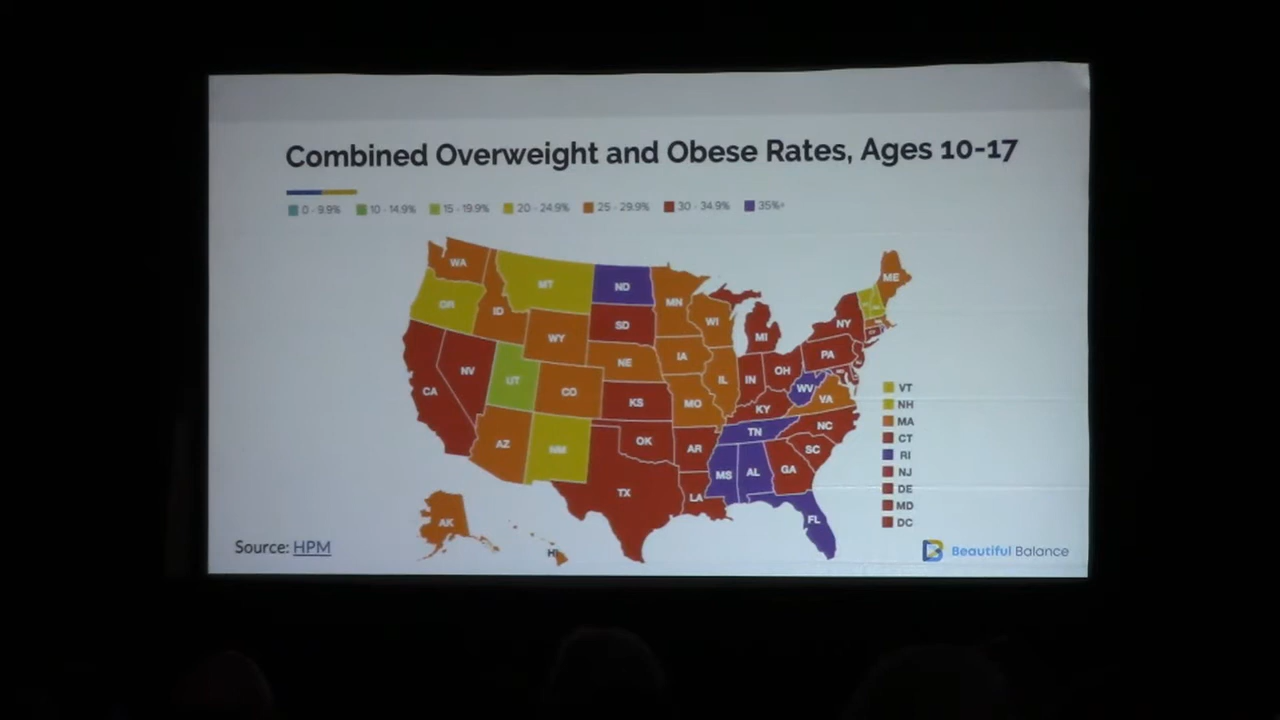 Combined Overweight and Obese Rates, Ages 10-17
0 - 9.9% 10 - 14.9% 15 - 19.9% 20 - 24.9% 25 - 29.9% 30 - 34.9% 35%+
WA
MT
ND
MN
ME
OR
ID
SD
WI
NY
WY
MI
PA
NV
NE
IA
CA
UT
CO
IL
IN
OH
WV
VA
KS
MO
KY
NC
AZ
NM
OK
AR
TN
SC
TX
LA
MS
AL
GA
FL
AK
HI
VT
NH
MA
CT
RI
NJ
DE
MD
DC
Source: HPM
Beautiful Balance